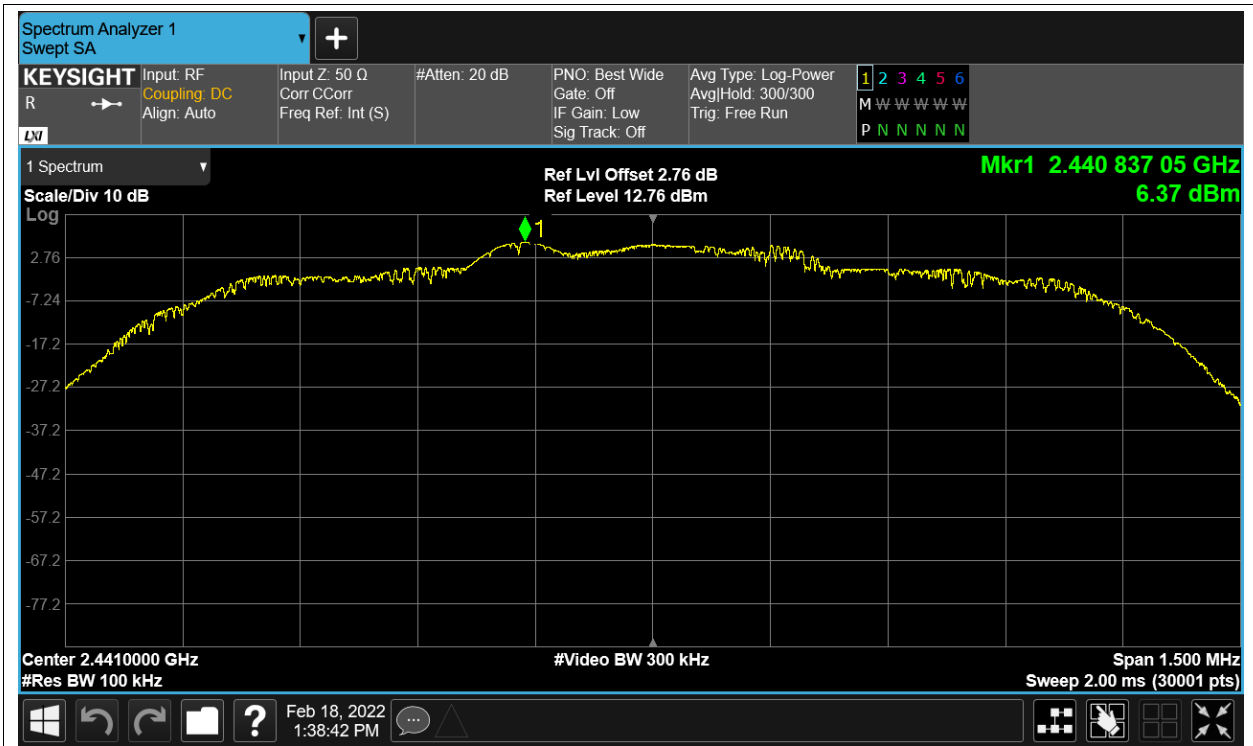 Spectrum Analyzer 1
Swept SA
KEYSIGHT Input: RF Input Z: 50 Ω #Atten: 20 dB PNO: Best Wide Avg Type: Log-Power 1 2 3 4 5 6
R Coupling: DC Corr CCorr Gate: Off Avg|Hold: 300/300 M W W W W W W
Align: Auto Freq Ref: Int (S) IF Gain: Low Trig: Free Run
LXI Sig Track: Off P N N N N N N
1 Spectrum
Ref Lvl Offset 2.76 dB Mkr1 2.440 837 05 GHz
Scale/Div 10 dB Ref Level 12.76 dBm 6.37 dBm
Log
1
2.76
-7.24
-17.2
-27.2
-37.2
-47.2
-57.2
-67.2
-77.2
Center 2.4410000 GHz #Video BW 300 kHz Span 1.500 MHz
#Res BW 100 kHz Sweep 2.00 ms (30001 pts)
? Feb 18, 2022
1:38:42 PM